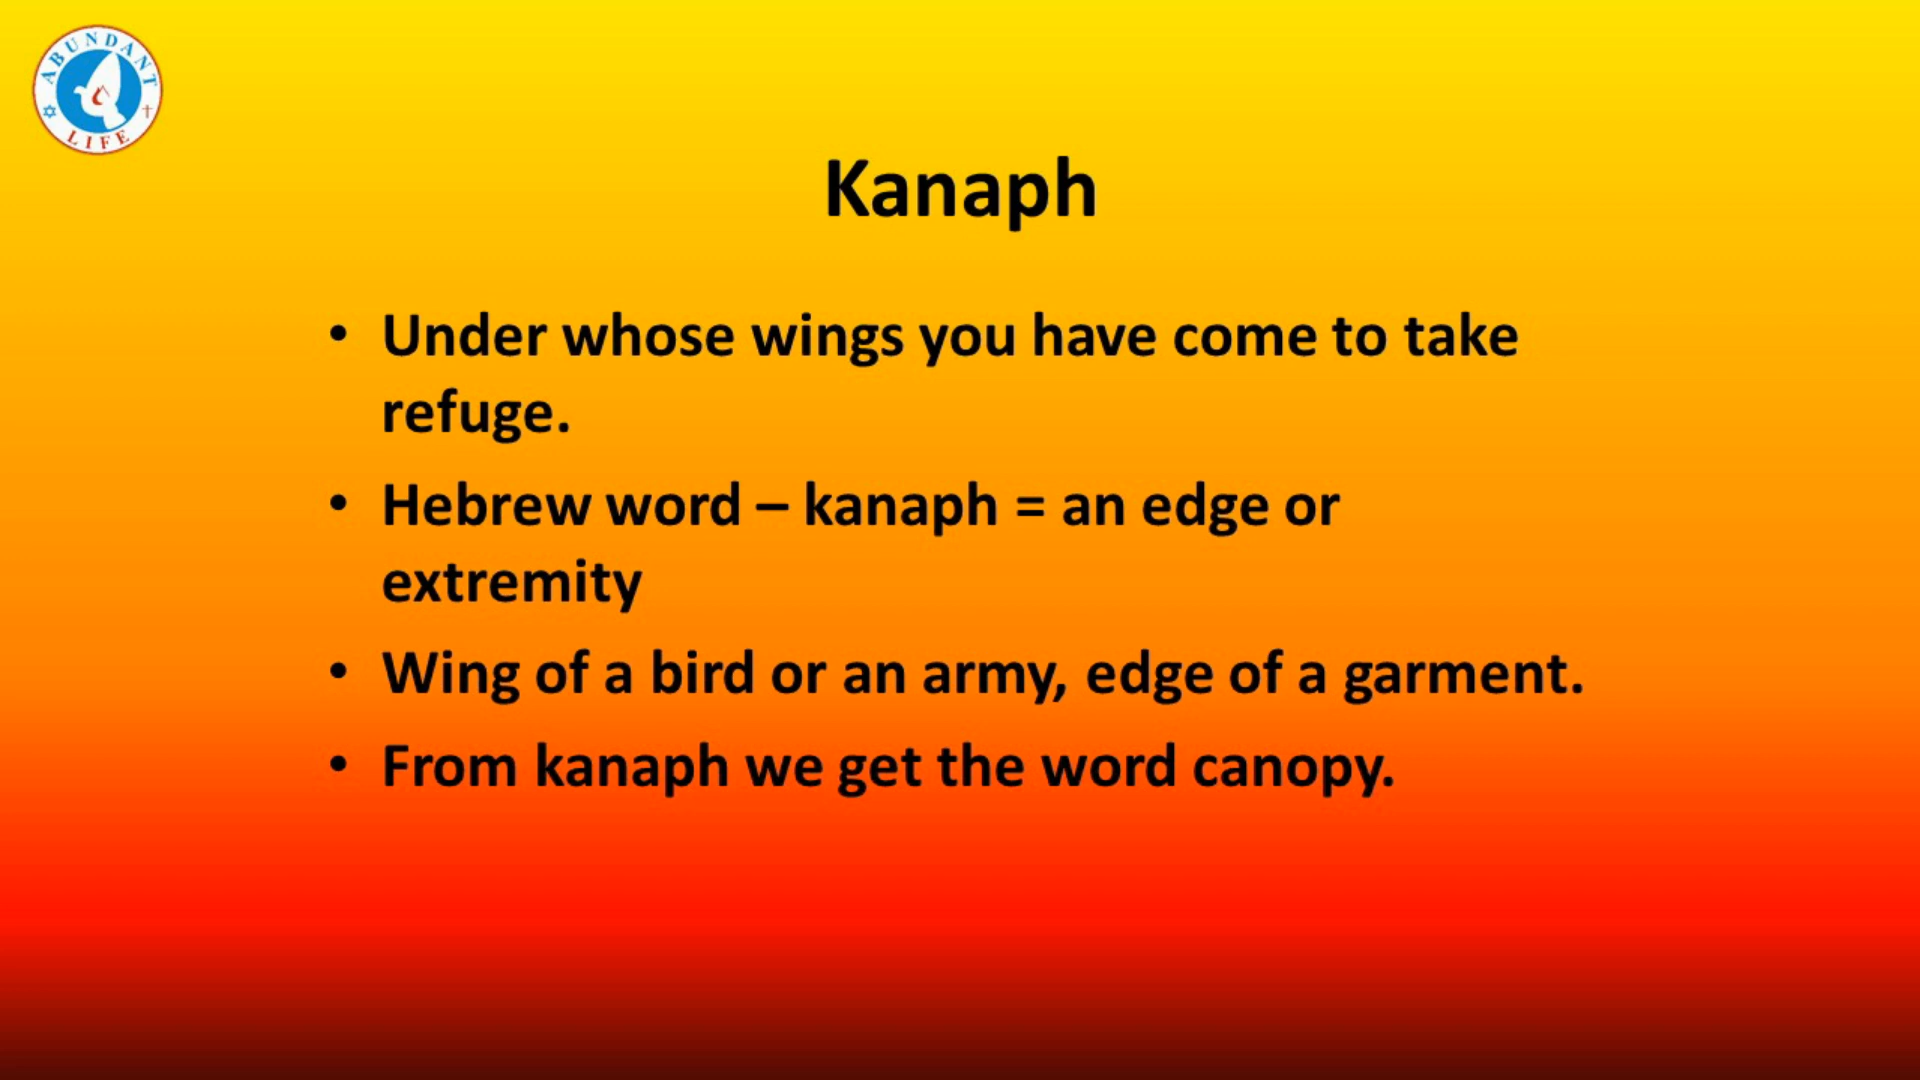 ABUNDANT
LIFE
Kanaph
• Under whose wings you have come to take
refuge.
• Hebrew word – kanaph = an edge or
extremity
• Wing of a bird or an army, edge of a garment.
• From kanaph we get the word canopy.